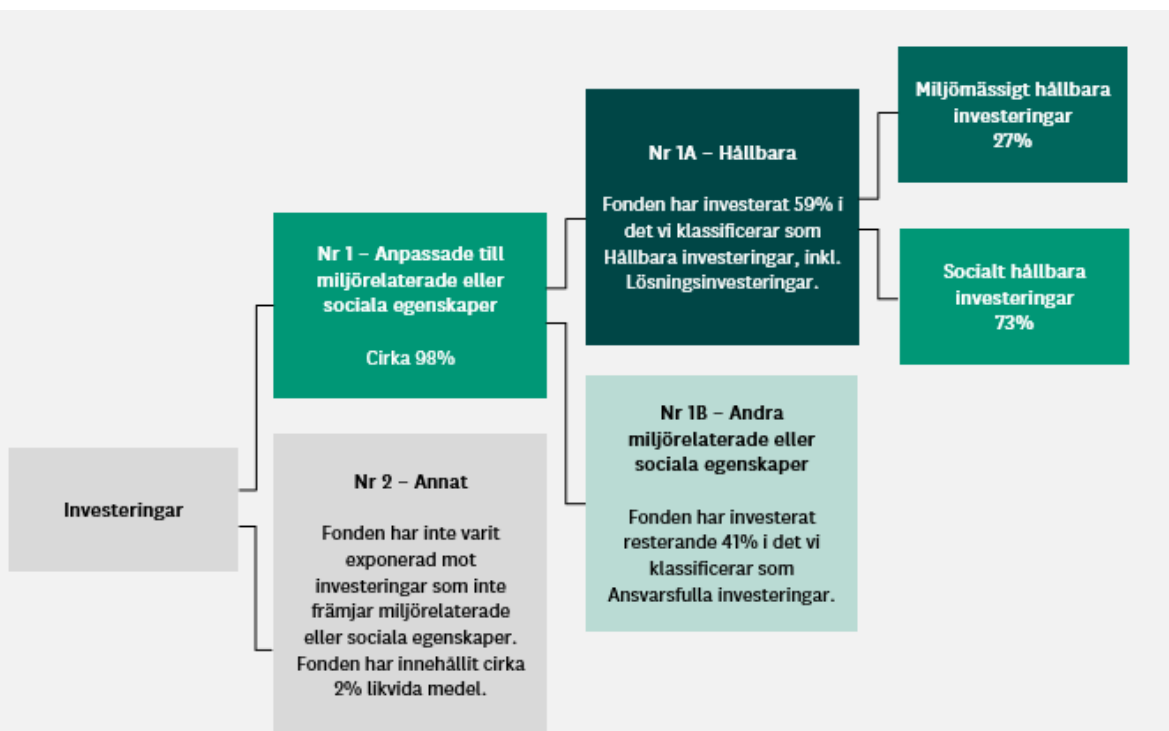 Investeringar
Nr 1 – Anpassade till
miljörelaterade eller
sociala egenskaper
Cirka 98%
Nr 2 – Annat
Fonden har inte varit
exponerad mot
investeringar som inte
främjar miljörelaterade
eller sociala egenskaper.
Fonden har innehållit cirka
2% likvida medel.
Nr 1A – Hållbara
Fonden har investerat 59% i
det vi klassificerar som
Hållbara investeringar, inkl.
Lösningsinvesteringar.
Nr 1B – Andra
miljörelaterade eller
sociala egenskaper
Fonden har investerat
resterande 41% i det vi
klassificerar som
Ansvarsfulla investeringar.
Miljömässigt hållbara
investeringar
27%
Socialt hållbara
investeringar
73%